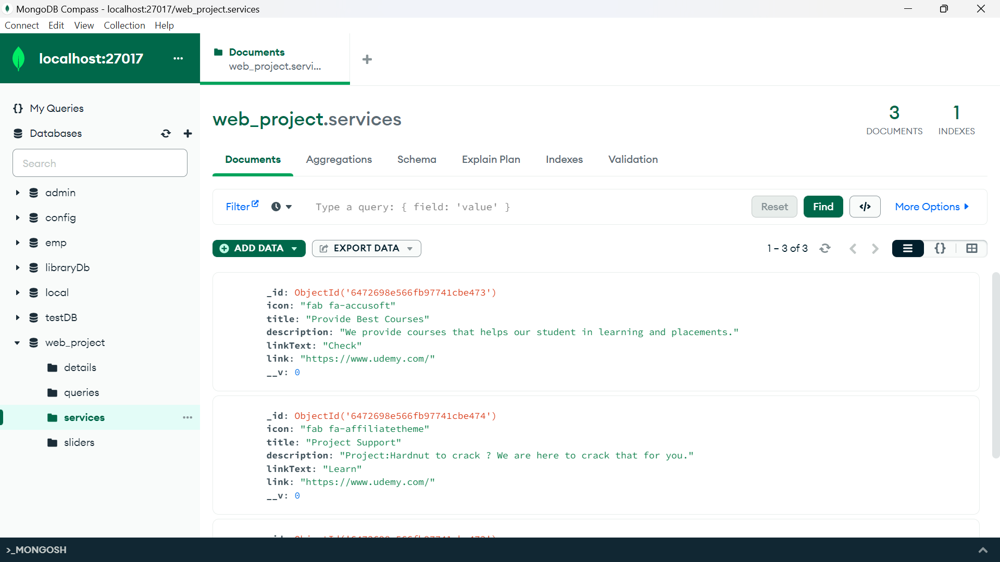 MongoDB Compass - localhost:27017/web_project.services
Connect Edit View Collection Help
localhost:27017
Documents
web_project.servi...
My Queries
Databases
Search
admin
config
emp
libraryDb
local
testDB
web_project
details
queries
services
sliders
web_project.services
3
DOCUMENTS
1
INDEXES
Documents Aggregations Schema Explain Plan Indexes Validation
Filter Type a query: { field: 'value' } Reset Find </> More Options
ADD DATA EXPORT DATA 1 – 3 of 3 {}
_id: ObjectId('6472698e566fb97741cbe473')
icon: "fab fa-accusoft"
title: "Provide Best Courses"
description: "We provide courses that helps our student in learning and placements."
linkText: "Check"
link: "https://www.udemy.com/"
__v: 0
_id: ObjectId('6472698e566fb97741cbe474')
icon: "fab fa-affiliatetheme"
title: "Project Support"
description: "Project:Hardnut to crack ? We are here to crack that for you."
linkText: "Learn"
link: "https://www.udemy.com/"
__v: 0
>_MONGOSH